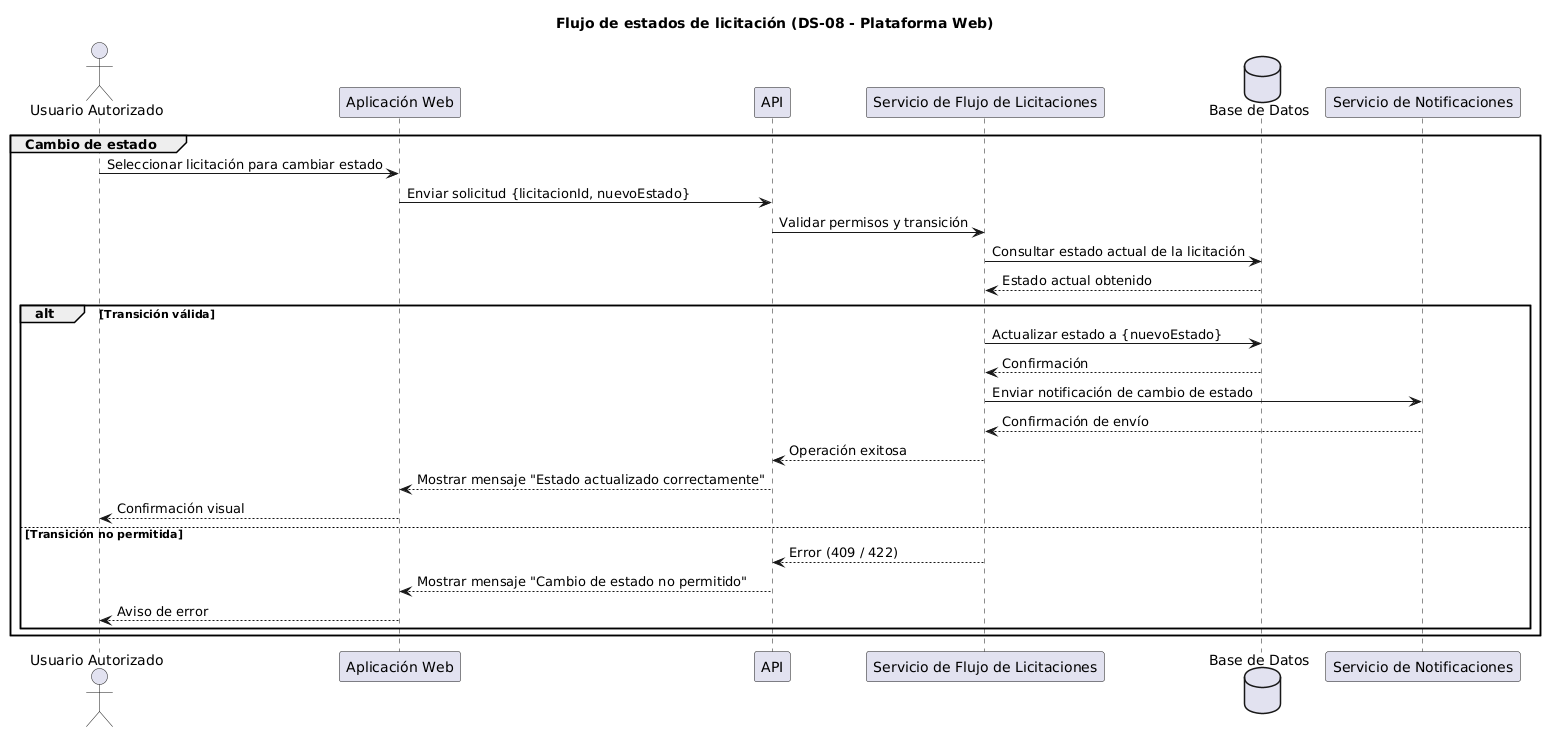 Flujo de estados de licitación (DS-08 - Plataforma Web)
Usuario Autorizado
Aplicación Web
API
Servicio de Flujo de Licitaciones
Base de Datos
Servicio de Notificaciones
Cambio de estado
Seleccionar licitación para cambiar estado
Enviar solicitud {licitacionId, nuevoEstado}
Validar permisos y transición
Consultar estado actual de la licitación
Estado actual obtenido
alt
[Transición válida]
Actualizar estado a {nuevoEstado}
Confirmación
Enviar notificación de cambio de estado
Confirmación de envío
Operación exitosa
Mostrar mensaje "Estado actualizado correctamente"
Confirmación visual
[Transición no permitida]
Error (409 / 422)
Mostrar mensaje "Cambio de estado no permitido"
Aviso de error
Usuario Autorizado
Aplicación Web
API
Servicio de Flujo de Licitaciones
Base de Datos
Servicio de Notificaciones